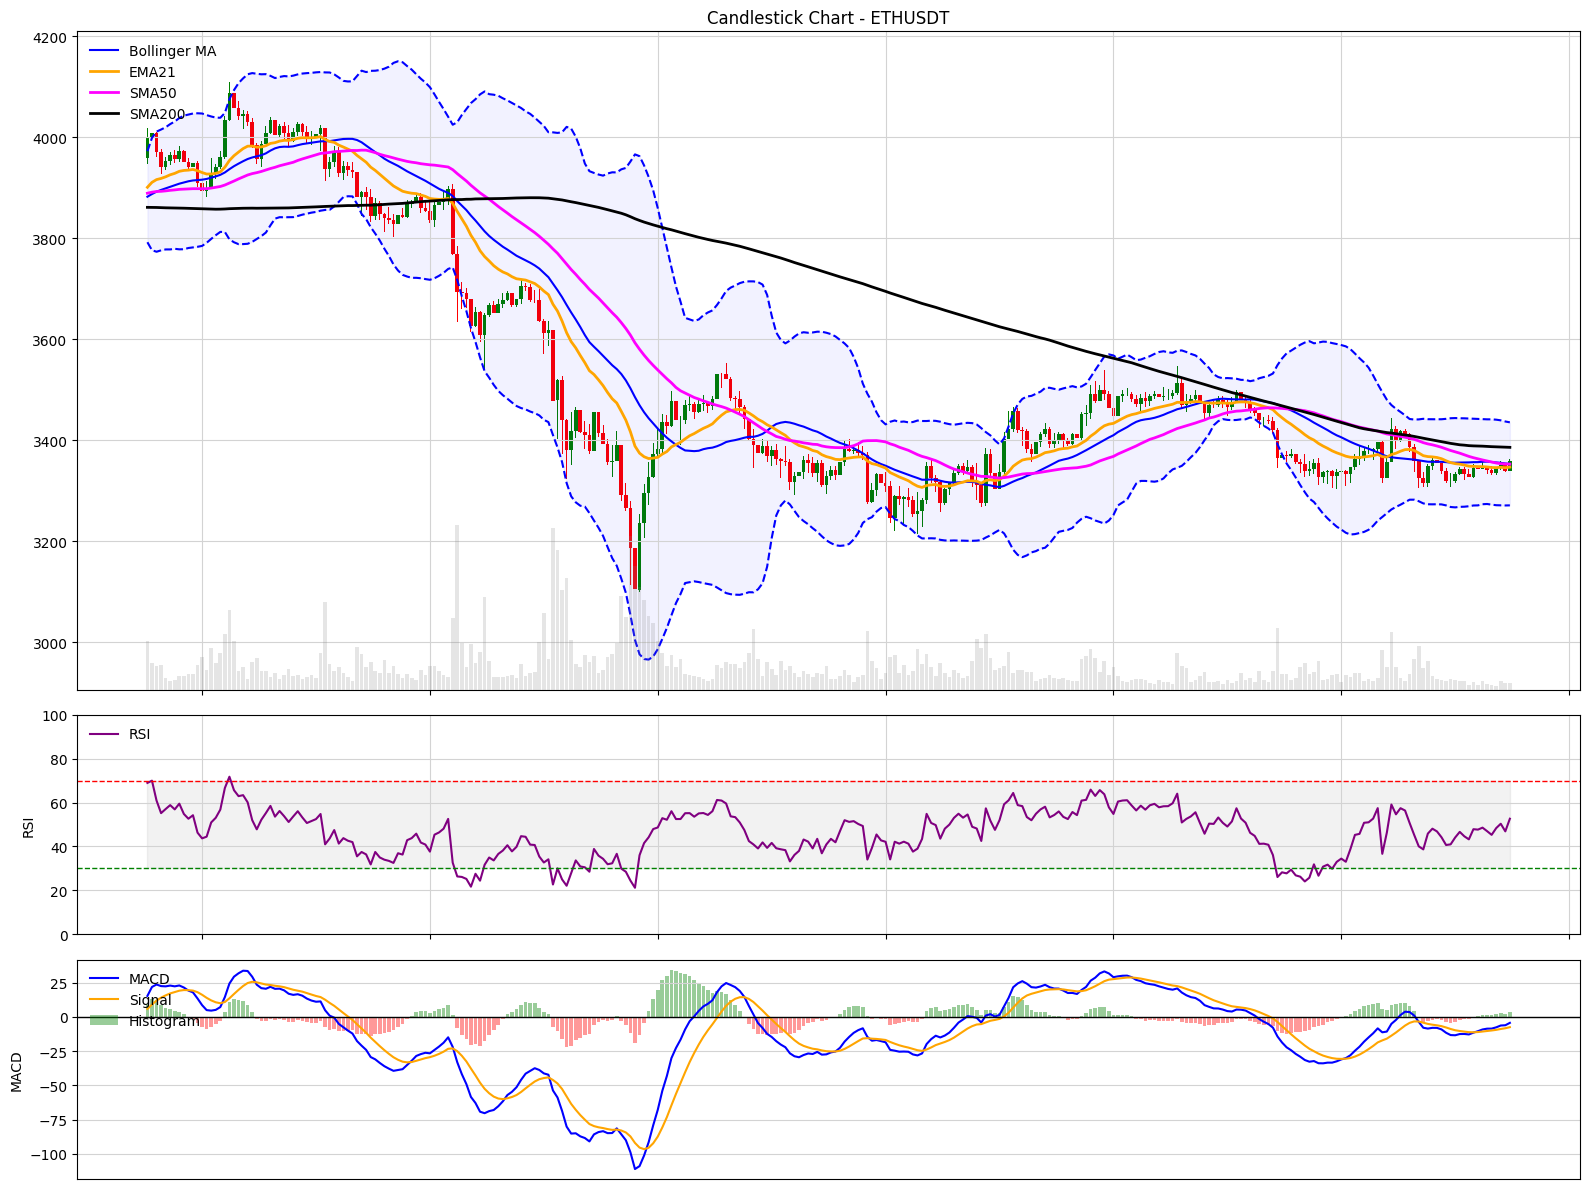 Candlestick Chart - ETHUSDT
4200
4000
3800
3600
3400
3200
3000
Bollinger MA
EMA21
SMA50
SMA200
100
80
60
40
20
0
RSI
RSI
25
0
−25
−50
−75
−100
MACD
MACD
Signal
Histogram